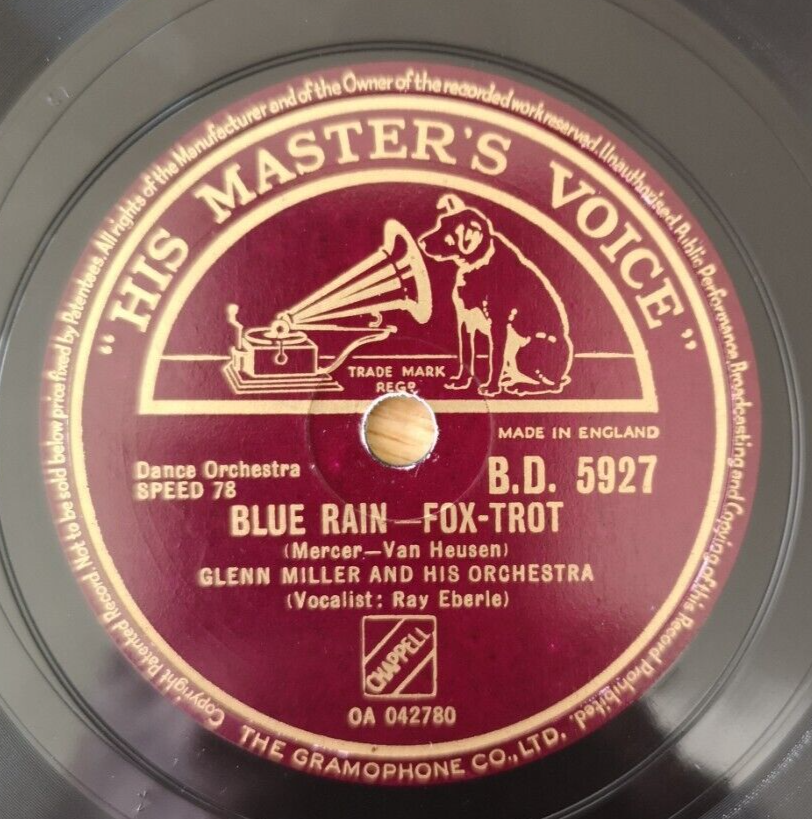 Copyright Patented Record Not to be sold below price fixed by Patentees. All rights of the Manufacturer and of the Owner of the recorded work reserved. Unauthorised Public Performance Broadcasting and Copying of this Record Prohibited.
"HIS MASTER'S VOICE"
TRADE MARK
REGD
MADE IN ENGLAND
Dance Orchestra
SPEED 78
B.D. 5927
BLUE RAIN—FOX-TROT
(Mercer—Van Heusen)
GLENN MILLER AND HIS ORCHESTRA
(Vocalist: Ray Eberle)
CHAPPELL
OA 042780
THE GRAMOPHONE CO., LTD.